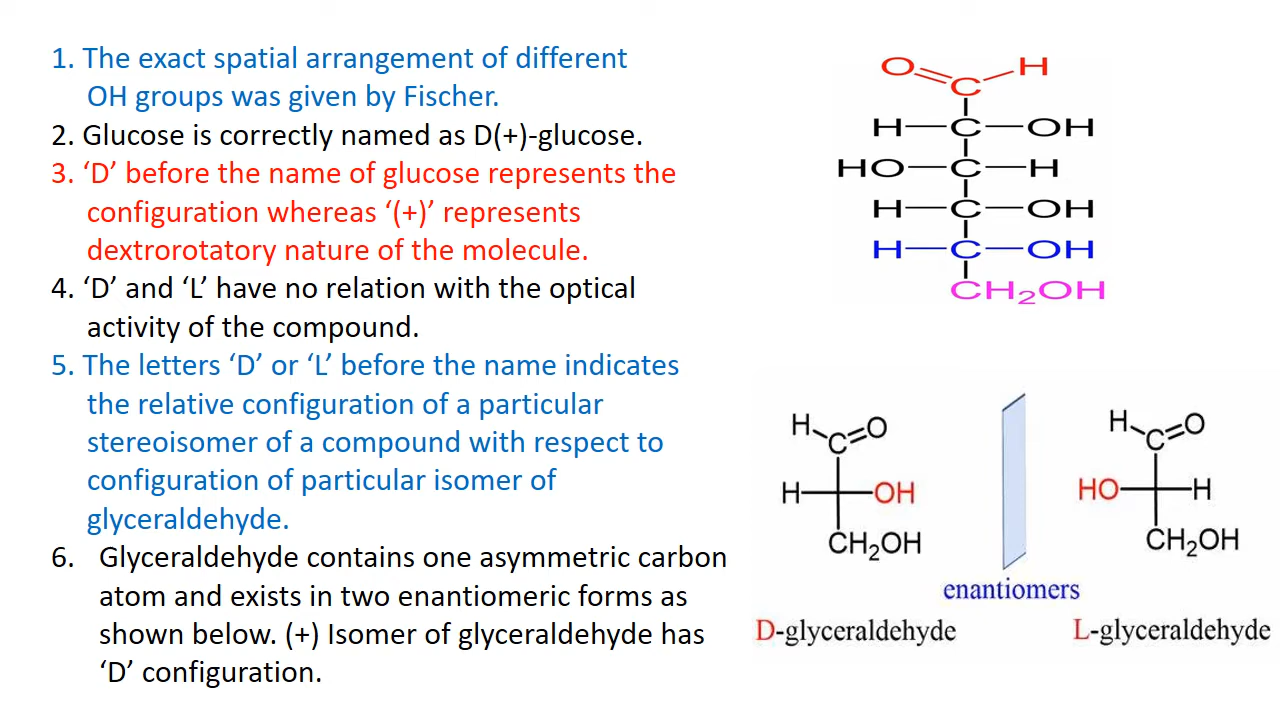 1. The exact spatial arrangement of different
OH groups was given by Fischer.
2. Glucose is correctly named as D(+)-glucose.
3. ‘D’ before the name of glucose represents the
configuration whereas ‘(+)’ represents
dextrorotatory nature of the molecule.
4. ‘D’ and ‘L’ have no relation with the optical
activity of the compound.
5. The letters ‘D’ or ‘L’ before the name indicates
the relative configuration of a particular
stereoisomer of a compound with respect to
configuration of particular isomer of
glyceraldehyde.
6. Glyceraldehyde contains one asymmetric carbon
atom and exists in two enantiomeric forms as
shown below. (+) Isomer of glyceraldehyde has
‘D’ configuration.
O H
C
H C OH
HO C H
H C OH
H C OH
CH2OH
H C O
H OH
CH2OH
H C O
HO H
CH2OH
enantiomers
D-glyceraldehyde
L-glyceraldehyde